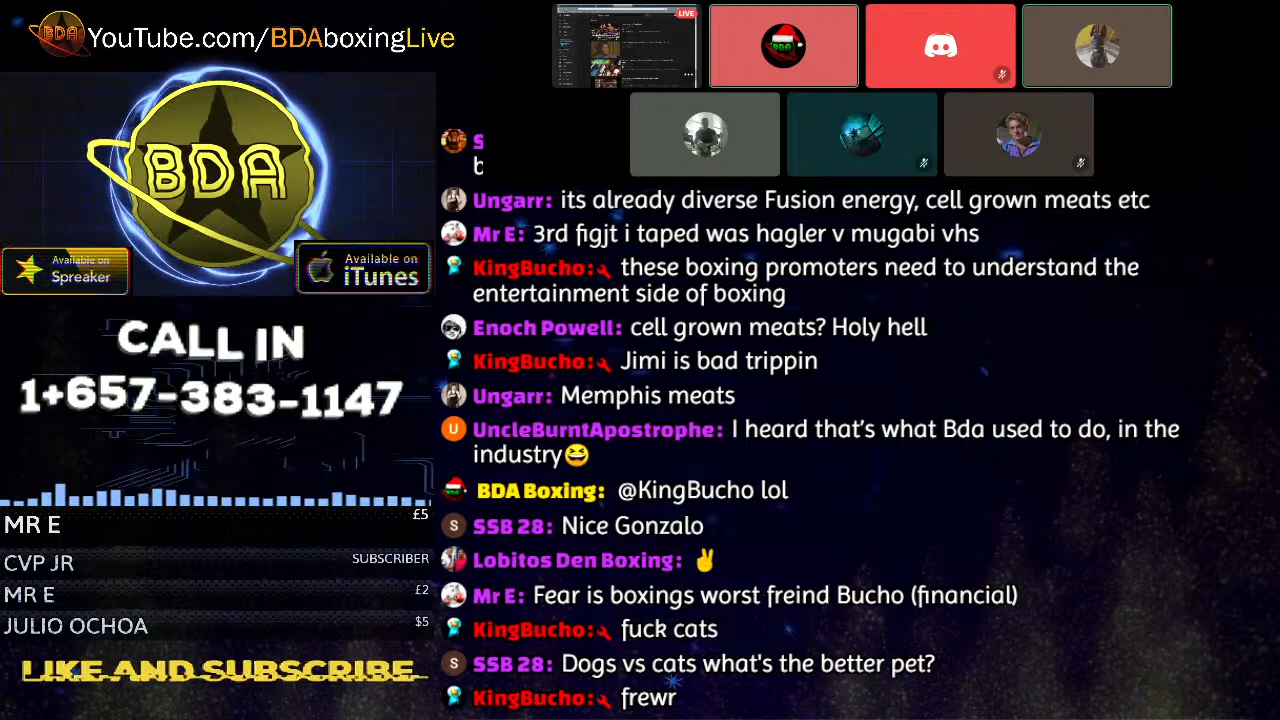 BDA
YouTube.com/BDAboxingLive
LIVE
BDA
BDA
Available on
Spreaker
Available on
iTunes
CALL IN
1+657-383-1147
MR E £5
CVP JR SUBSCRIBER
MR E £2
JULIO OCHOA $5
LIKE AND SUBSCRIBE
S
b
Ungarr: its already diverse Fusion energy, cell grown meats etc
Mr E: 3rd figjt i taped was hagler v mugabi vhs
KingBucho: these boxing promoters need to understand the
entertainment side of boxing
Enoch Powell: cell grown meats? Holy hell
KingBucho: Jimi is bad trippin
Ungarr: Memphis meats
U UncleBurntApostrophe: I heard that's what Bda used to do, in the
industry😆
BDA Boxing: @KingBucho lol
S SSB 28: Nice Gonzalo
Lobitos Den Boxing: ✌
Mr E: Fear is boxings worst freind Bucho (financial)
KingBucho: fuck cats
S SSB 28: Dogs vs cats what's the better pet?
KingBucho: frewr